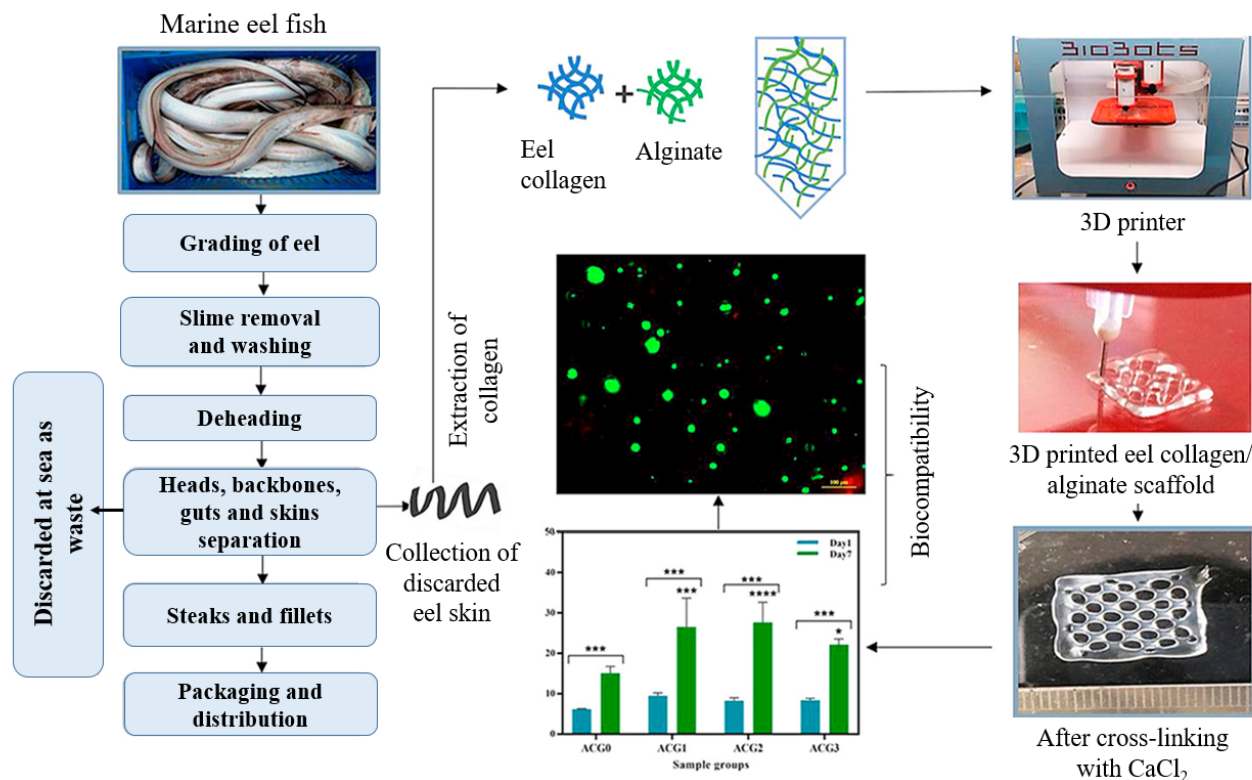 Marine eel fish
Grading of eel
Slime removal
and washing
Deheading
Heads, backbones,
guts and skins
separation
Steaks and fillets
Packaging and
distribution
Discarded at sea as
waste
Collection of
discarded
eel skin
Extraction of
collagen
Eel
collagen
+
Alginate
BioBots
3D printer
3D printed eel collagen/
alginate scaffold
After cross-linking
with CaCl₂
Biocompatibility
100 µm
50
40
30
20
10
0
Day1
Day7
***
***
***
***
****
***
*
ACG0 ACG1 ACG2 ACG3
Sample groups